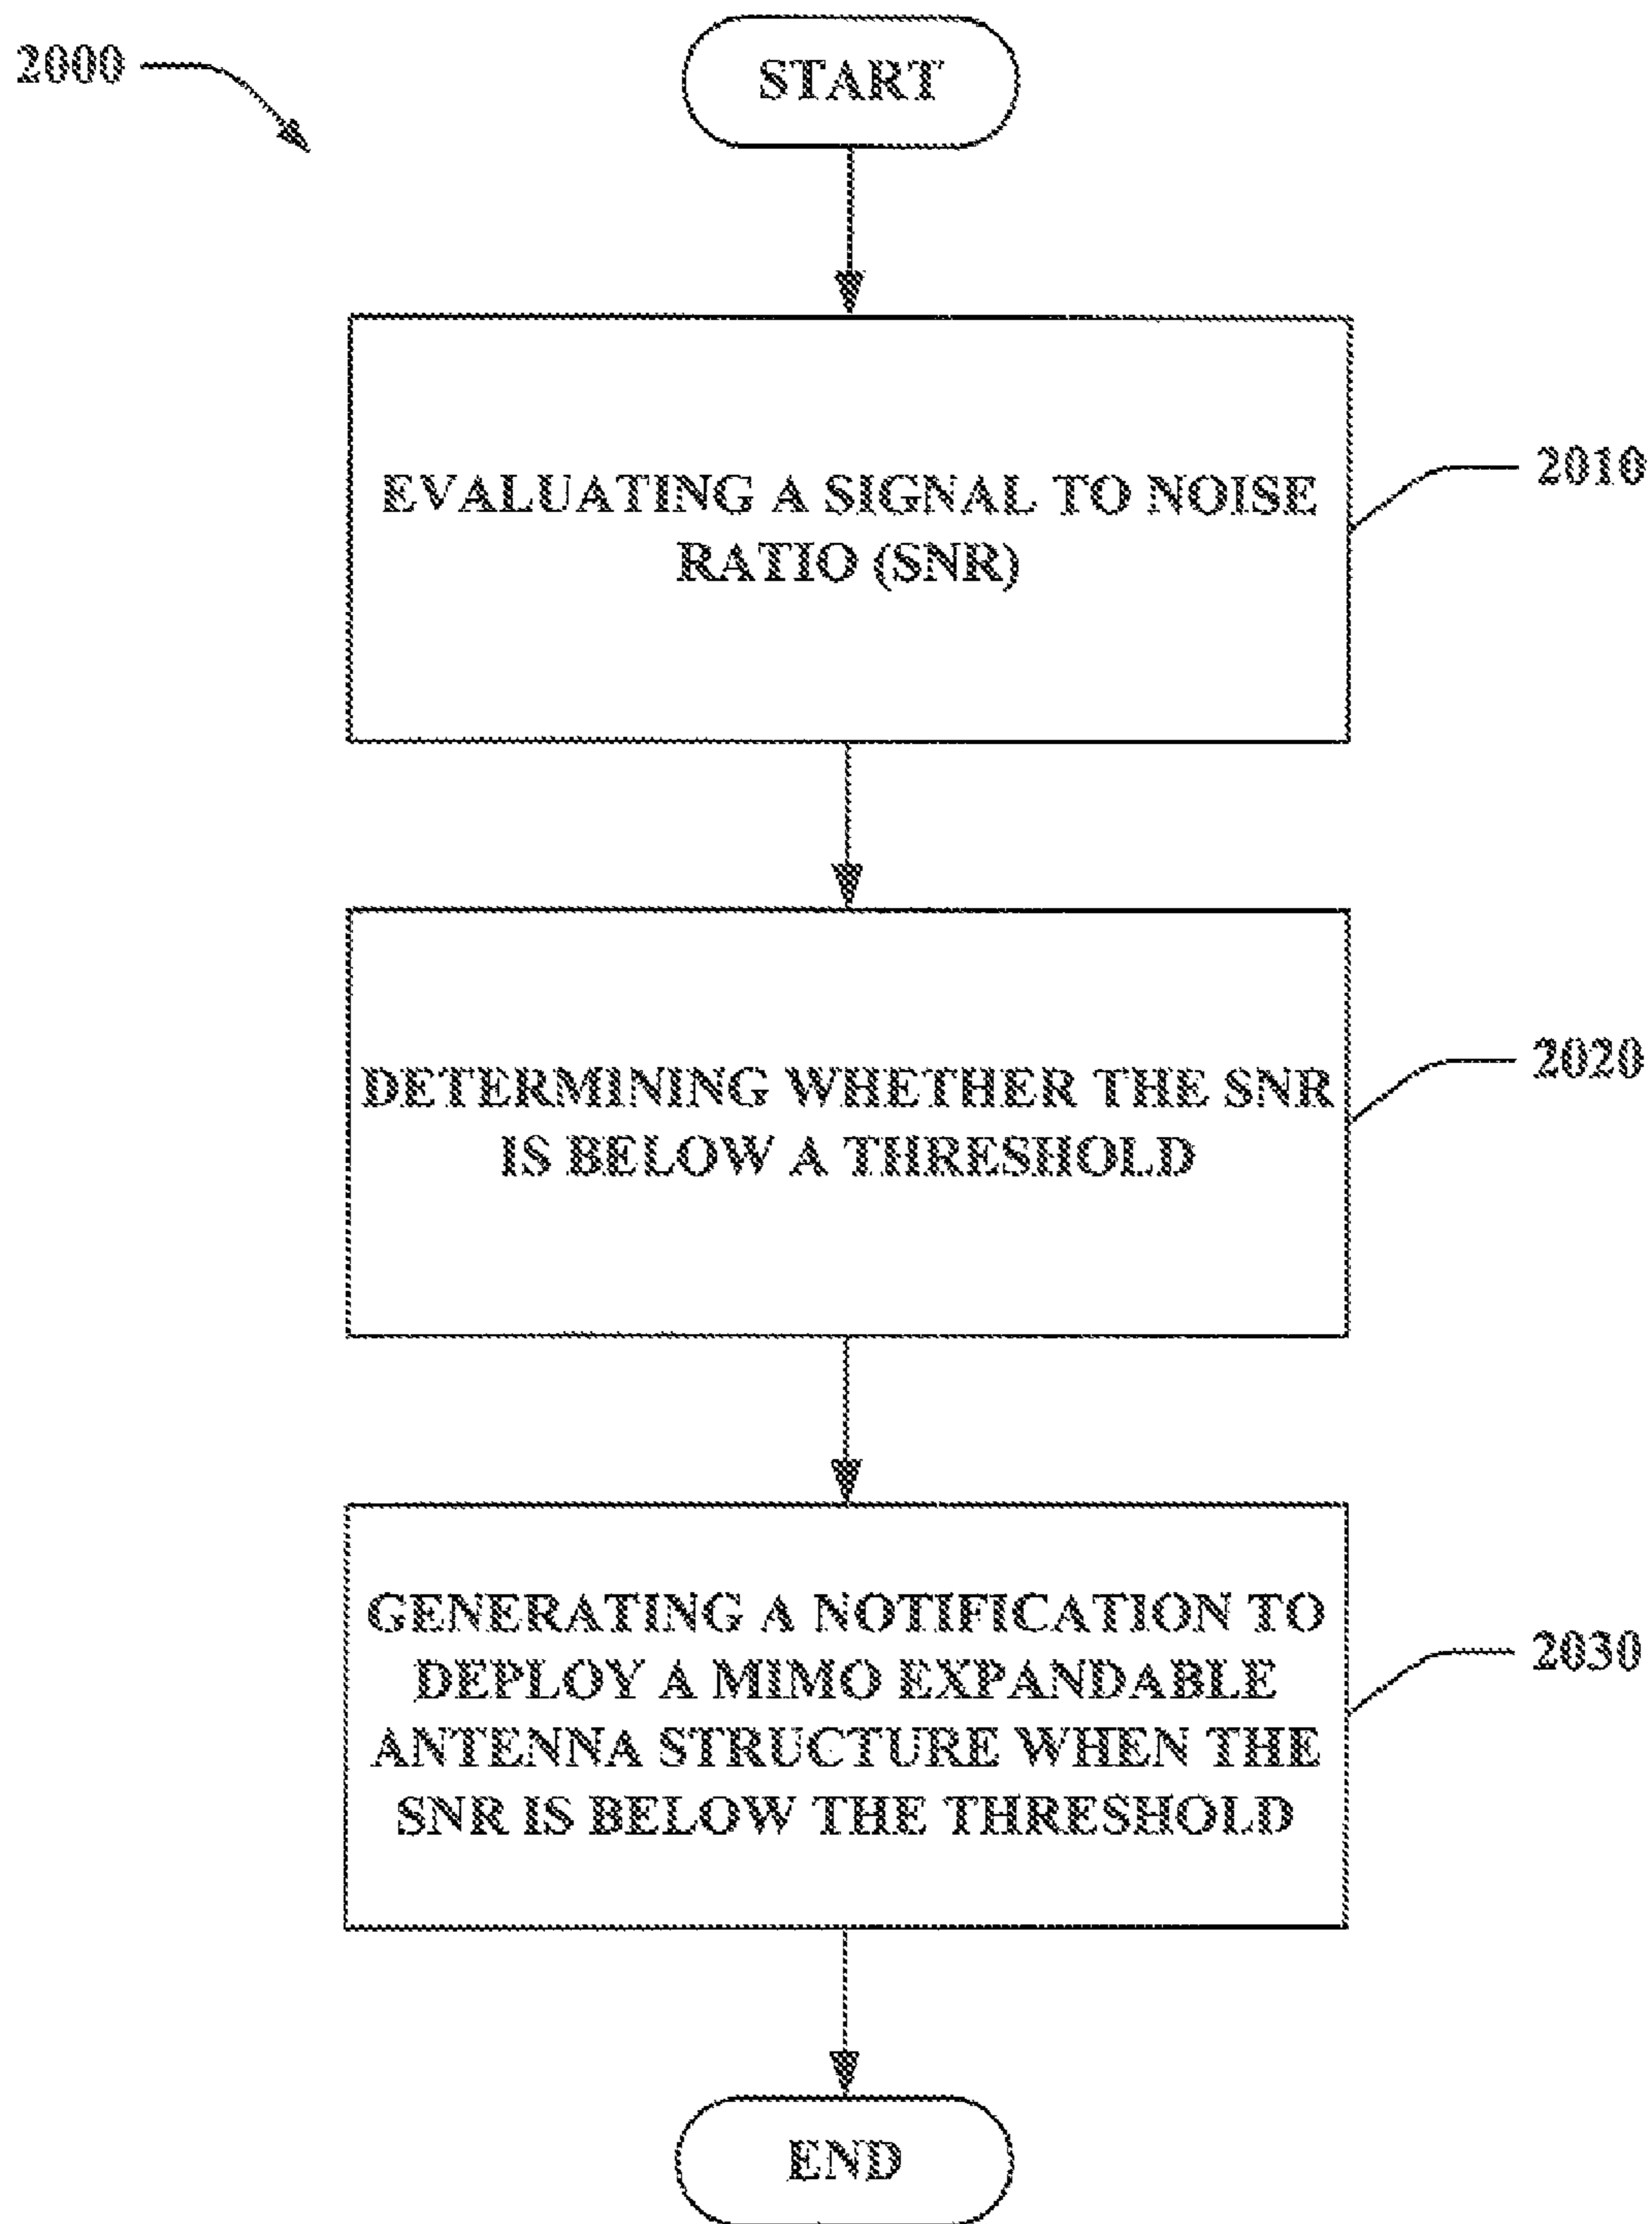 2000
START
EVALUATING A SIGNAL TO NOISE
RATIO (SNR)
2010
DETERMINING WHETHER THE SNR
IS BELOW A THRESHOLD
2020
GENERATING A NOTIFICATION TO
DEPLOY A MIMO EXPANDABLE
ANTENNA STRUCTURE WHEN THE
SNR IS BELOW THE THRESHOLD
2030
END